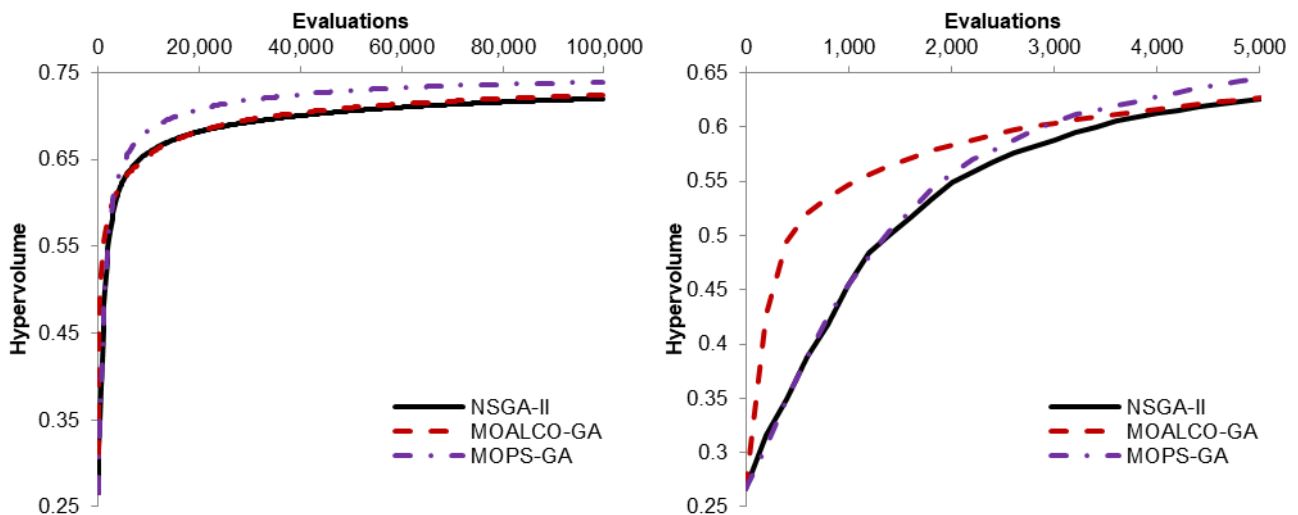 Evaluations
0 20,000 40,000 60,000 80,000 100,000
0.75
0.65
0.55
0.45
0.35
0.25
Hypervolume
NSGA-II
MOALCO-GA
MOPS-GA
Evaluations
0 1,000 2,000 3,000 4,000 5,000
0.65
0.6
0.55
0.5
0.45
0.4
0.35
0.3
0.25
Hypervolume
NSGA-II
MOALCO-GA
MOPS-GA